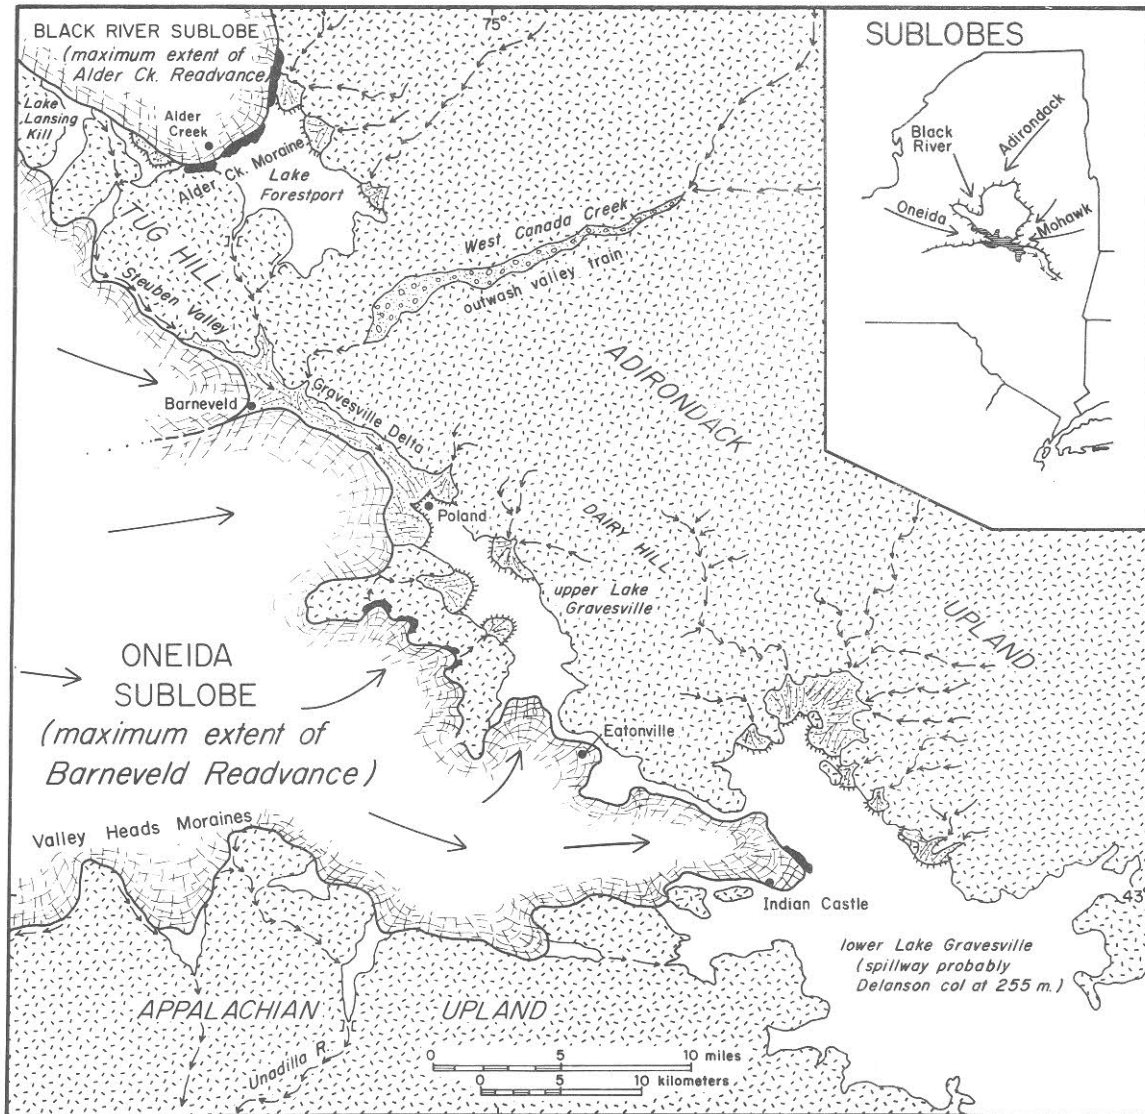 BLACK RIVER SUBLOBE
(maximum extent of
Alder Ck. Readvance)
75°
SUBLOBES
Lake
Lansing
Kill
Alder
Creek
Alder Ck. Moraine
Lake
Forestport
Black
River
Adirondack
Oneida
Mohawk
TUG HILL
West Canada Creek
outwash valley train
Steuben Valley
Barneveld
Gravesville Delta
ADIRONDACK
Poland
DAIRY HILL
upper Lake
Gravesville
UPLAND
ONEIDA
SUBLOBE
(maximum extent of
Barneveld Readvance)
Eatonville
Valley Heads Moraines
Indian Castle
43°
lower Lake Gravesville
(spillway probably
Delanson col at 255 m.)
APPALACHIAN UPLAND
Unadilla R.
0 5 10 miles
0 5 10 kilometers